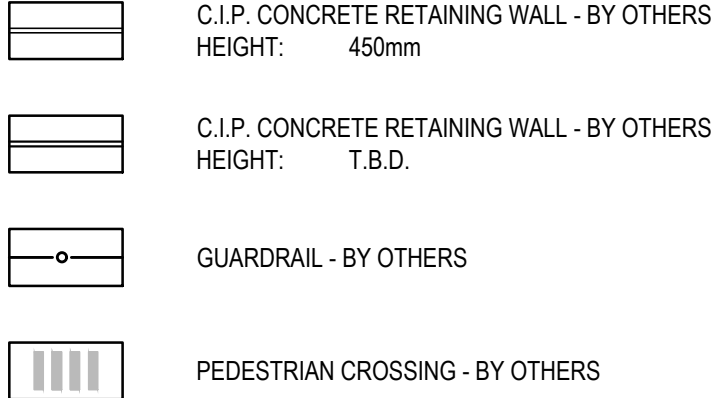 C.I.P. CONCRETE RETAINING WALL - BY OTHERS
HEIGHT: 450mm
C.I.P. CONCRETE RETAINING WALL - BY OTHERS
HEIGHT: T.B.D.
GUARDRAIL - BY OTHERS
PEDESTRIAN CROSSING - BY OTHERS